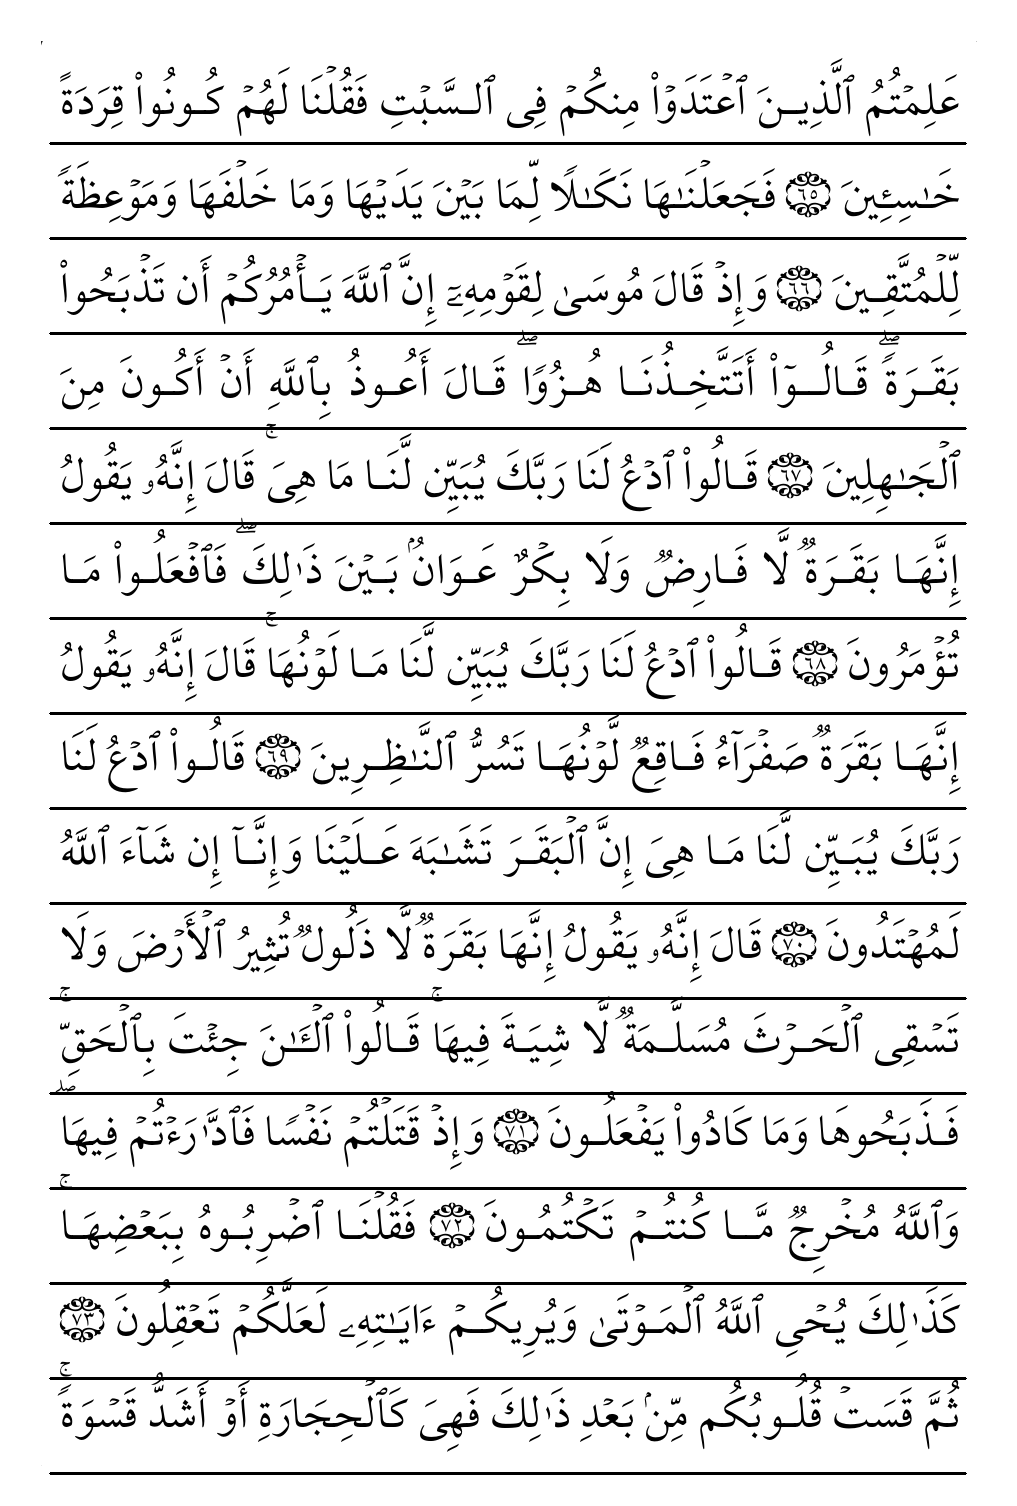 عَلِمۡتُمُ ٱلَّذِينَ ٱعۡتَدَوۡاْ مِنكُمۡ فِى ٱلسَّبۡتِ فَقُلۡنَا لَهُمۡ كُونُواْ قِرَدَةً
خَٰسِـِٔينَ ٦٥ فَجَعَلۡنَٰهَا نَكَٰلًا لِّمَا بَيۡنَ يَدَيۡهَا وَمَا خَلۡفَهَا وَمَوۡعِظَةً
لِّلۡمُتَّقِينَ ٦٦ وَإِذۡ قَالَ مُوسَىٰ لِقَوۡمِهِۦٓ إِنَّ ٱللَّهَ يَأۡمُرُكُمۡ أَن تَذۡبَحُواْ
بَقَرَةًۖ قَالُوٓاْ أَتَتَّخِذُنَا هُزُوًاۖ قَالَ أَعُوذُ بِٱللَّهِ أَنۡ أَكُونَ مِنَ
ٱلۡجَٰهِلِينَ ٦٧ قَالُواْ ٱدۡعُ لَنَا رَبَّكَ يُبَيِّن لَّنَا مَا هِىَۚ قَالَ إِنَّهُۥ يَقُولُ
إِنَّهَا بَقَرَةٌ لَّا فَارِضٌ وَلَا بِكۡرٌ عَوَانُۢ بَيۡنَ ذَٰلِكَۖ فَٱفۡعَلُواْ مَا
تُؤۡمَرُونَ ٦٨ قَالُواْ ٱدۡعُ لَنَا رَبَّكَ يُبَيِّن لَّنَا مَا لَوۡنُهَاۚ قَالَ إِنَّهُۥ يَقُولُ
إِنَّهَا بَقَرَةٌ صَفۡرَآءُ فَاقِعٌ لَّوۡنُهَا تَسُرُّ ٱلنَّٰظِرِينَ ٦٩ قَالُواْ ٱدۡعُ لَنَا
رَبَّكَ يُبَيِّن لَّنَا مَا هِىَ إِنَّ ٱلۡبَقَرَ تَشَٰبَهَ عَلَيۡنَا وَإِنَّآ إِن شَآءَ ٱللَّهُ
لَمُهۡتَدُونَ ٧٠ قَالَ إِنَّهُۥ يَقُولُ إِنَّهَا بَقَرَةٌ لَّا ذَلُولٌ تُثِيرُ ٱلۡأَرۡضَ وَلَا
تَسۡقِى ٱلۡحَرۡثَ مُسَلَّمَةٌ لَّا شِيَةَ فِيهَاۚ قَالُواْ ٱلۡـَٰٔنَ جِئۡتَ بِٱلۡحَقِّۚ
فَذَبَحُوهَا وَمَا كَادُواْ يَفۡعَلُونَ ٧١ وَإِذۡ قَتَلۡتُمۡ نَفۡسًا فَٱدَّٰرَٰٔتُمۡ فِيهَاۖ
وَٱللَّهُ مُخۡرِجٌ مَّا كُنتُمۡ تَكۡتُمُونَ ٧٢ فَقُلۡنَا ٱضۡرِبُوهُ بِبَعۡضِهَاۚ
كَذَٰلِكَ يُحۡىِ ٱللَّهُ ٱلۡمَوۡتَىٰ وَيُرِيكُمۡ ءَايَٰتِهِۦ لَعَلَّكُمۡ تَعۡقِلُونَ ٧٣
ثُمَّ قَسَتۡ قُلُوبُكُم مِّنۢ بَعۡدِ ذَٰلِكَ فَهِىَ كَٱلۡحِجَارَةِ أَوۡ أَشَدُّ قَسۡوَةًۚ